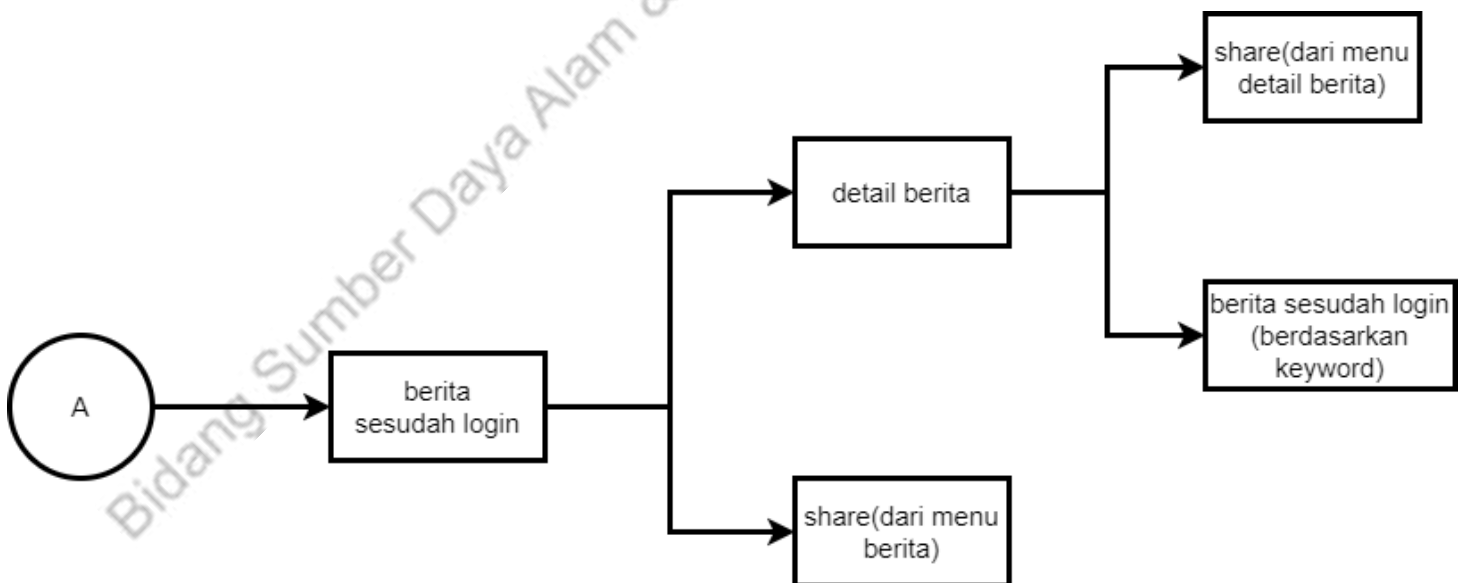 Bidang Sumber Daya Alam
share(dari menu
detail berita)
detail berita
berita sesudah login
(berdasarkan
keyword)
A
berita
sesudah login
share(dari menu
berita)